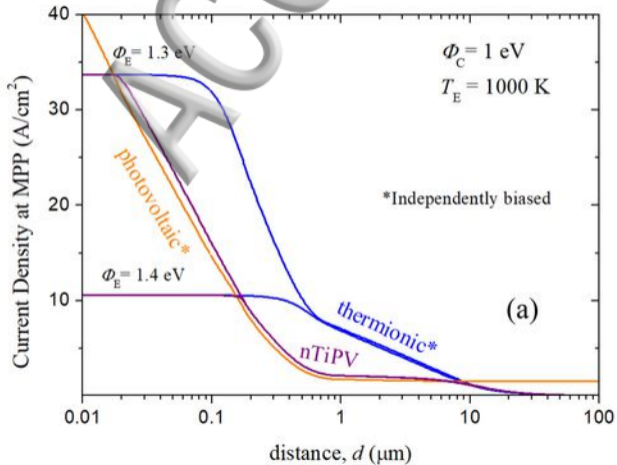 ACC
40
30
20
10
Current Density at MPP (A/cm²)
Φ_E= 1.3 eV
Φ_C= 1 eV
T_E= 1000 K
photovoltaic*
*Independently biased
Φ_E= 1.4 eV
(a)
thermionic*
nTiPV
0.01 0.1 1 10 100
distance, d (μm)